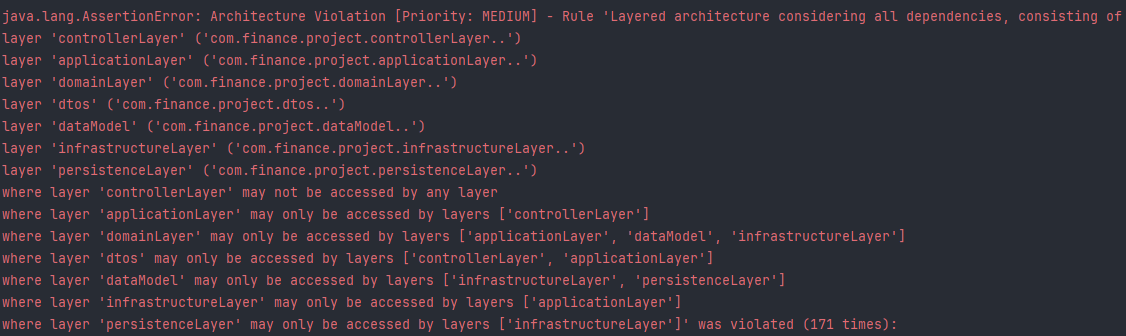 java.lang.AssertionError: Architecture Violation [Priority: MEDIUM] - Rule 'Layered architecture considering all dependencies, consisting of
layer 'controllerLayer' ('com.finance.project.controllerLayer..')
layer 'applicationLayer' ('com.finance.project.applicationLayer..')
layer 'domainLayer' ('com.finance.project.domainLayer..')
layer 'dtos' ('com.finance.project.dtos..')
layer 'dataModel' ('com.finance.project.dataModel..')
layer 'infrastructureLayer' ('com.finance.project.infrastructureLayer..')
layer 'persistenceLayer' ('com.finance.project.persistenceLayer..')
where layer 'controllerLayer' may not be accessed by any layer
where layer 'applicationLayer' may only be accessed by layers ['controllerLayer']
where layer 'domainLayer' may only be accessed by layers ['applicationLayer', 'dataModel', 'infrastructureLayer']
where layer 'dtos' may only be accessed by layers ['controllerLayer', 'applicationLayer']
where layer 'dataModel' may only be accessed by layers ['infrastructureLayer', 'persistenceLayer']
where layer 'infrastructureLayer' may only be accessed by layers ['applicationLayer']
where layer 'persistenceLayer' may only be accessed by layers ['infrastructureLayer']' was violated (171 times):